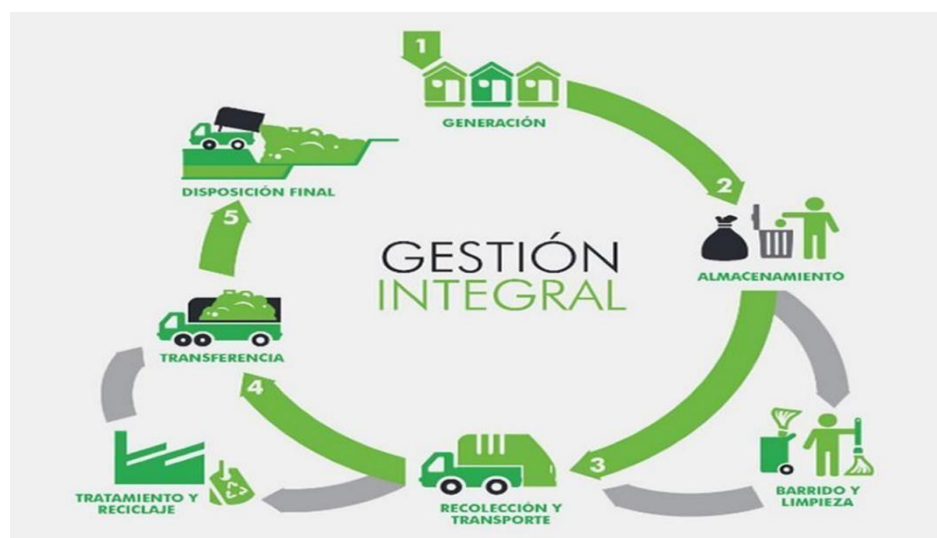 1
GENERACIÓN
2
ALMACENAMIENTO
BARRIDO Y
LIMPIEZA
3
RECOLECCIÓN Y
TRANSPORTE
4
TRATAMIENTO Y
RECICLAJE
TRANSFERENCIA
5
DISPOSICIÓN FINAL
GESTIÓN
INTEGRAL